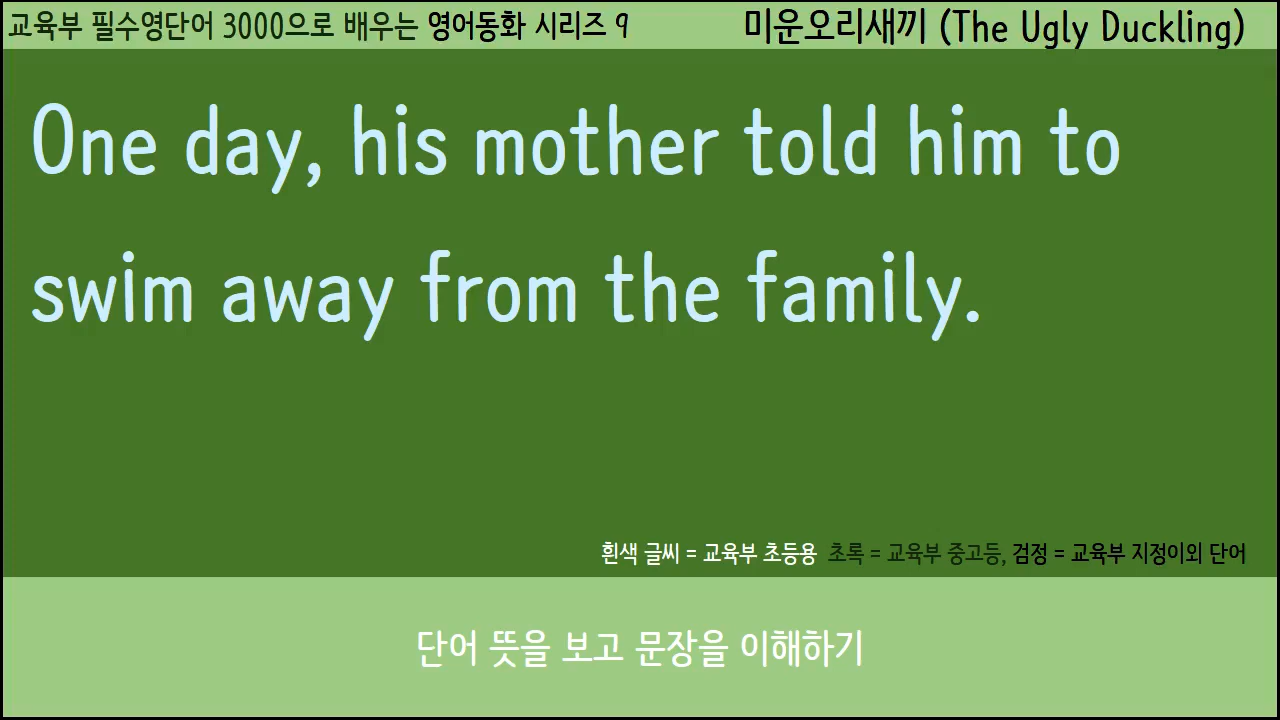 교육부 필수영단어 3000으로 배우는 영어동화 시리즈 9
미운오리새끼 (The Ugly Duckling)
One day, his mother told him to
swim away from the family.
흰색 글씨 = 교육부 초등용 초록 = 교육부 중고등, 검정 = 교육부 지정이외 단어
단어 뜻을 보고 문장을 이해하기